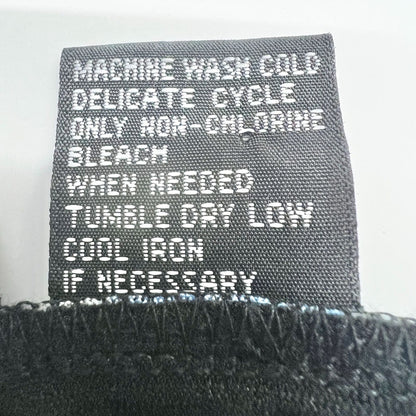 MACHINE WASH COLD
DELICATE CYCLE
ONLY NON-CHLORINE
BLEACH
WHEN NEEDED
TUMBLE DRY LOW
COOL IRON
IF NECESSARY